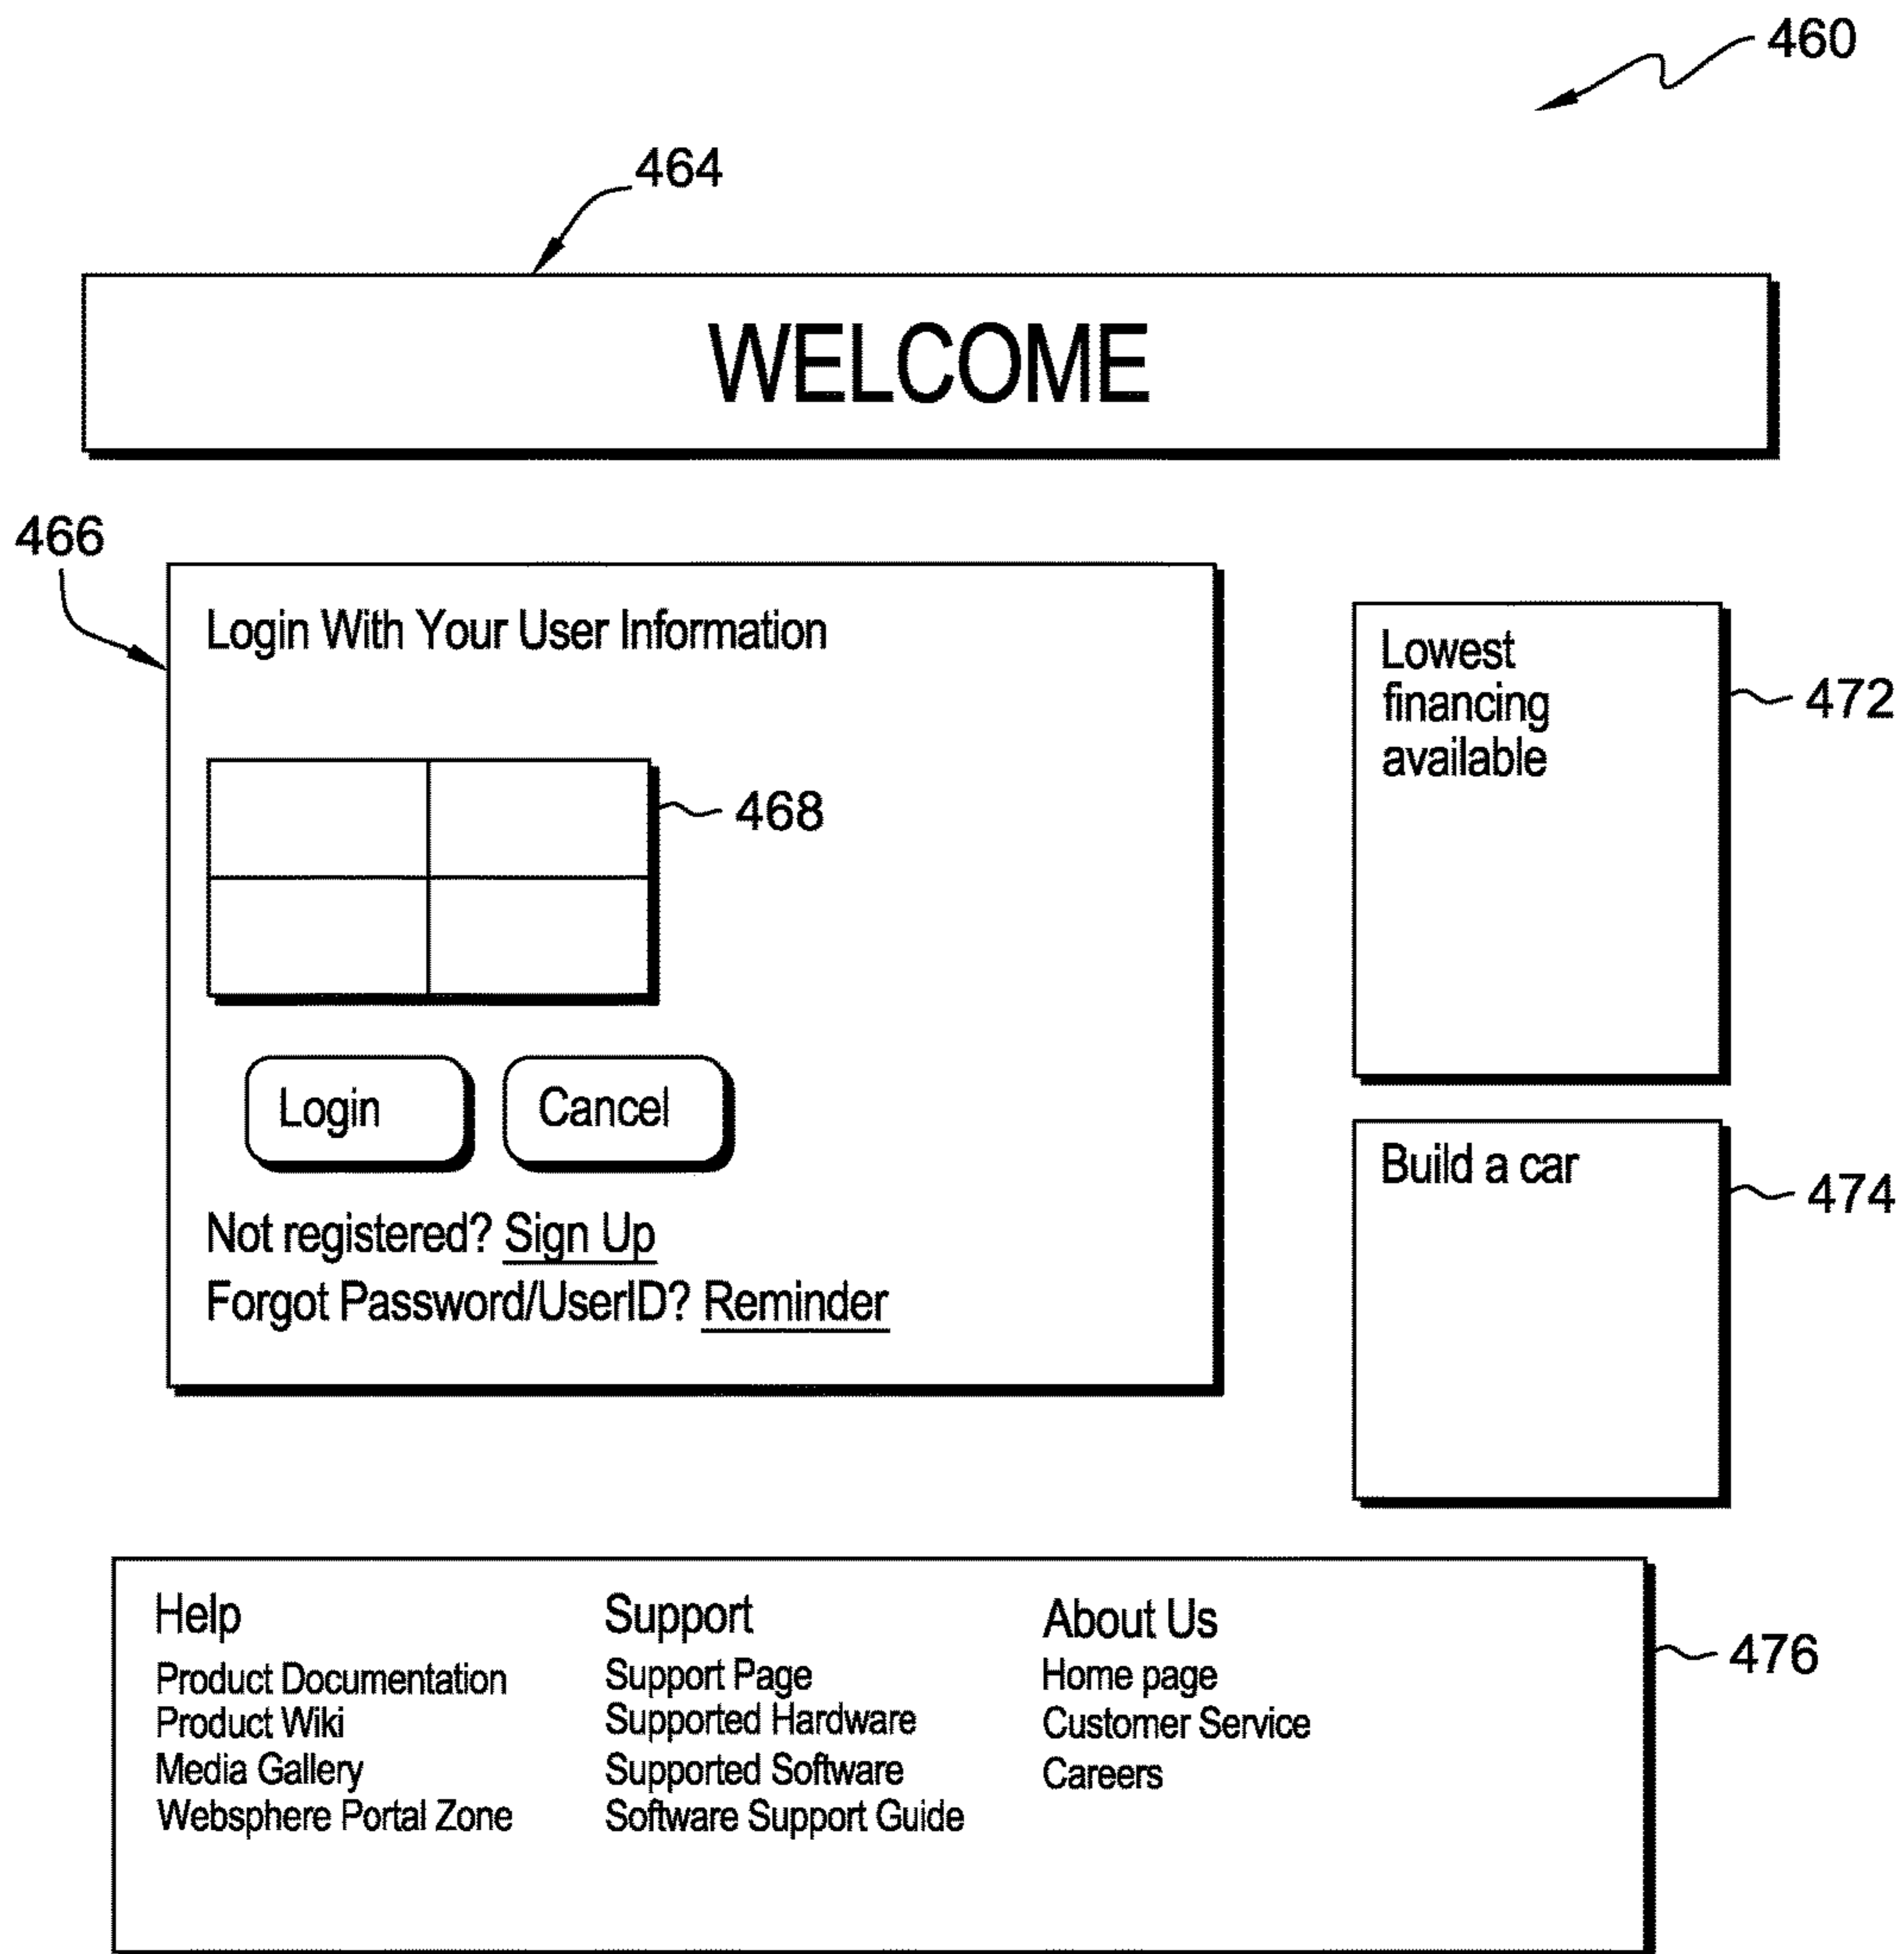 460
464
WELCOME
466
Login With Your User Information
468
Login
Cancel
Not registered? Sign Up
Forgot Password/UserID? Reminder
Lowest
financing
available
472
Build a car
474
Help
Product Documentation
Product Wiki
Media Gallery
Websphere Portal Zone
Support
Support Page
Supported Hardware
Supported Software
Software Support Guide
About Us
Home page
Customer Service
Careers
476